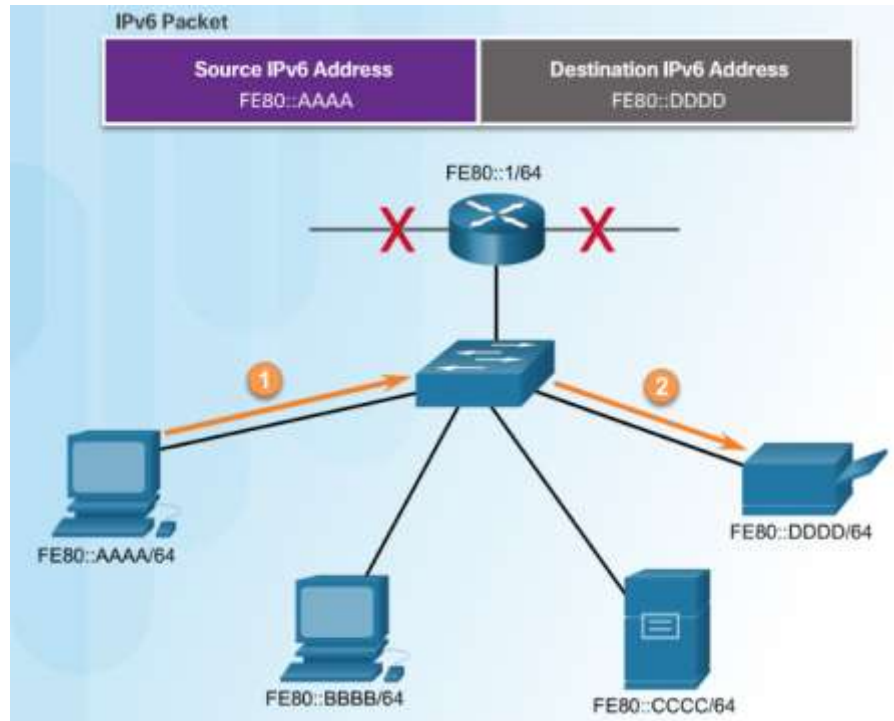 IPv6 Packet
Source IPv6 Address
FE80::AAAA
Destination IPv6 Address
FE80::DDDD
FE80::1/64
X
X
1
2
FE80::AAAA/64
FE80::DDDD/64
FE80::BBBB/64
FE80::CCCC/64